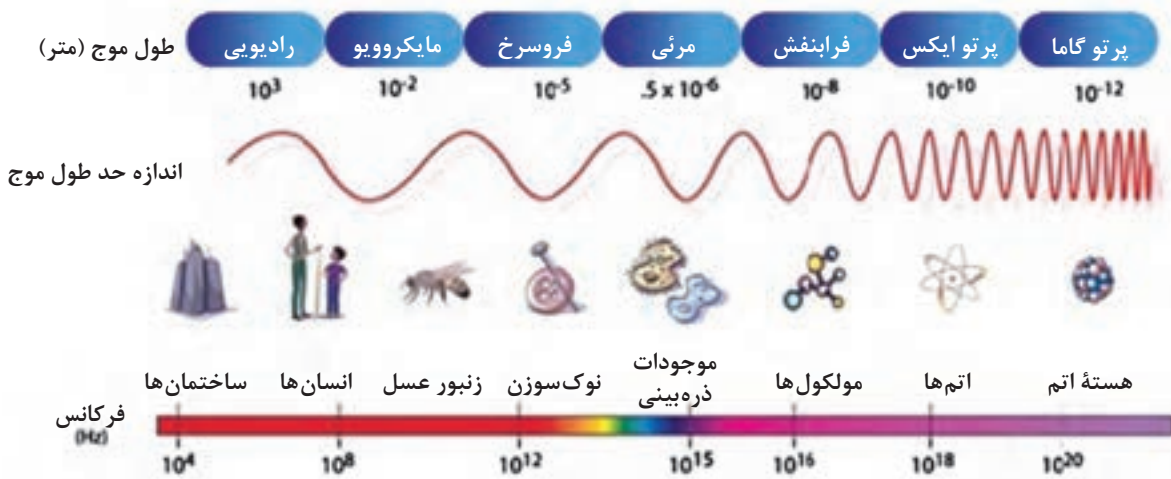 طول موج (متر)
رادیویی مایکروویو فروسرخ مرئی فرابنفش پرتو ایکس پرتو گاما
10³ 10⁻² 10⁻⁵ .5 x 10⁻⁶ 10⁻⁸ 10⁻¹⁰ 10⁻¹²
اندازه حد طول موج
ساختمان‌ها انسان‌ها زنبور عسل نوک‌سوزن موجودات ذره‌بینی مولکول‌ها اتم‌ها هستهٔ اتم
فرکانس
(Hz)
10⁴ 10⁸ 10¹² 10¹⁵ 10¹⁶ 10¹⁸ 10²⁰